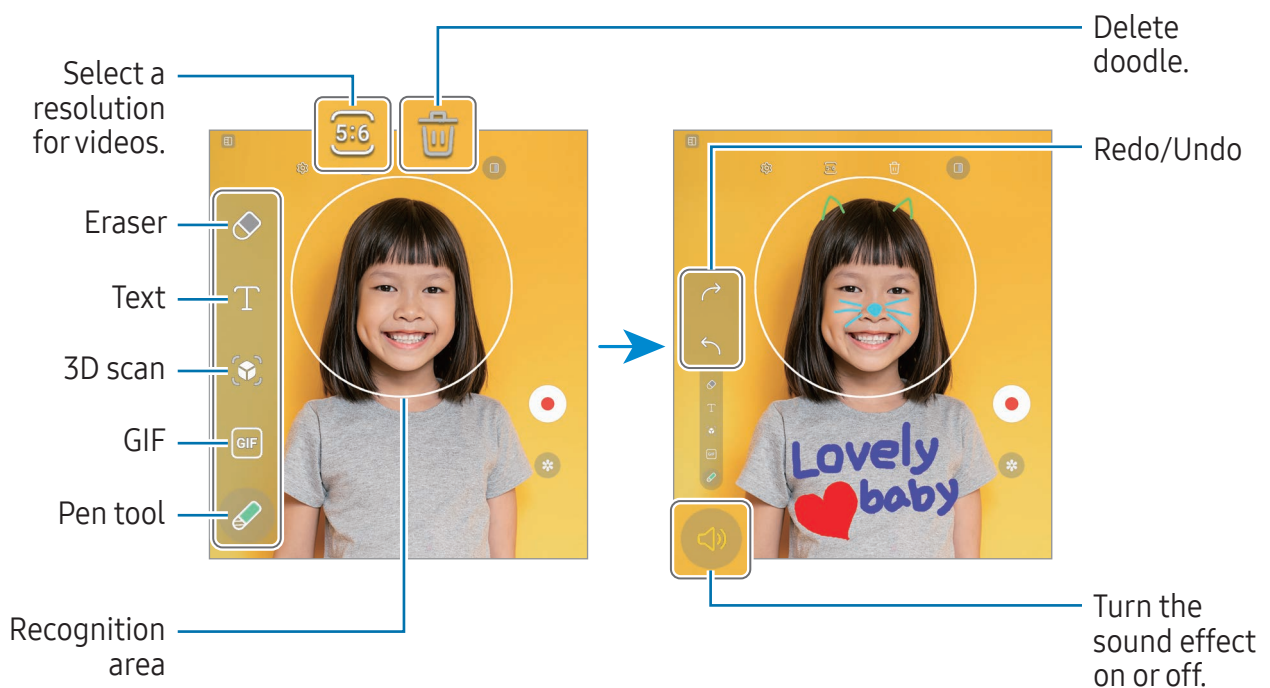 Select a
resolution
for videos.
5:6
Delete
doodle.
Redo/Undo
Eraser
Text
T
3D scan
GIF
GIF
Pen tool
T
GIF
Lovely
baby
Recognition
area
Turn the
sound effect
on or off.